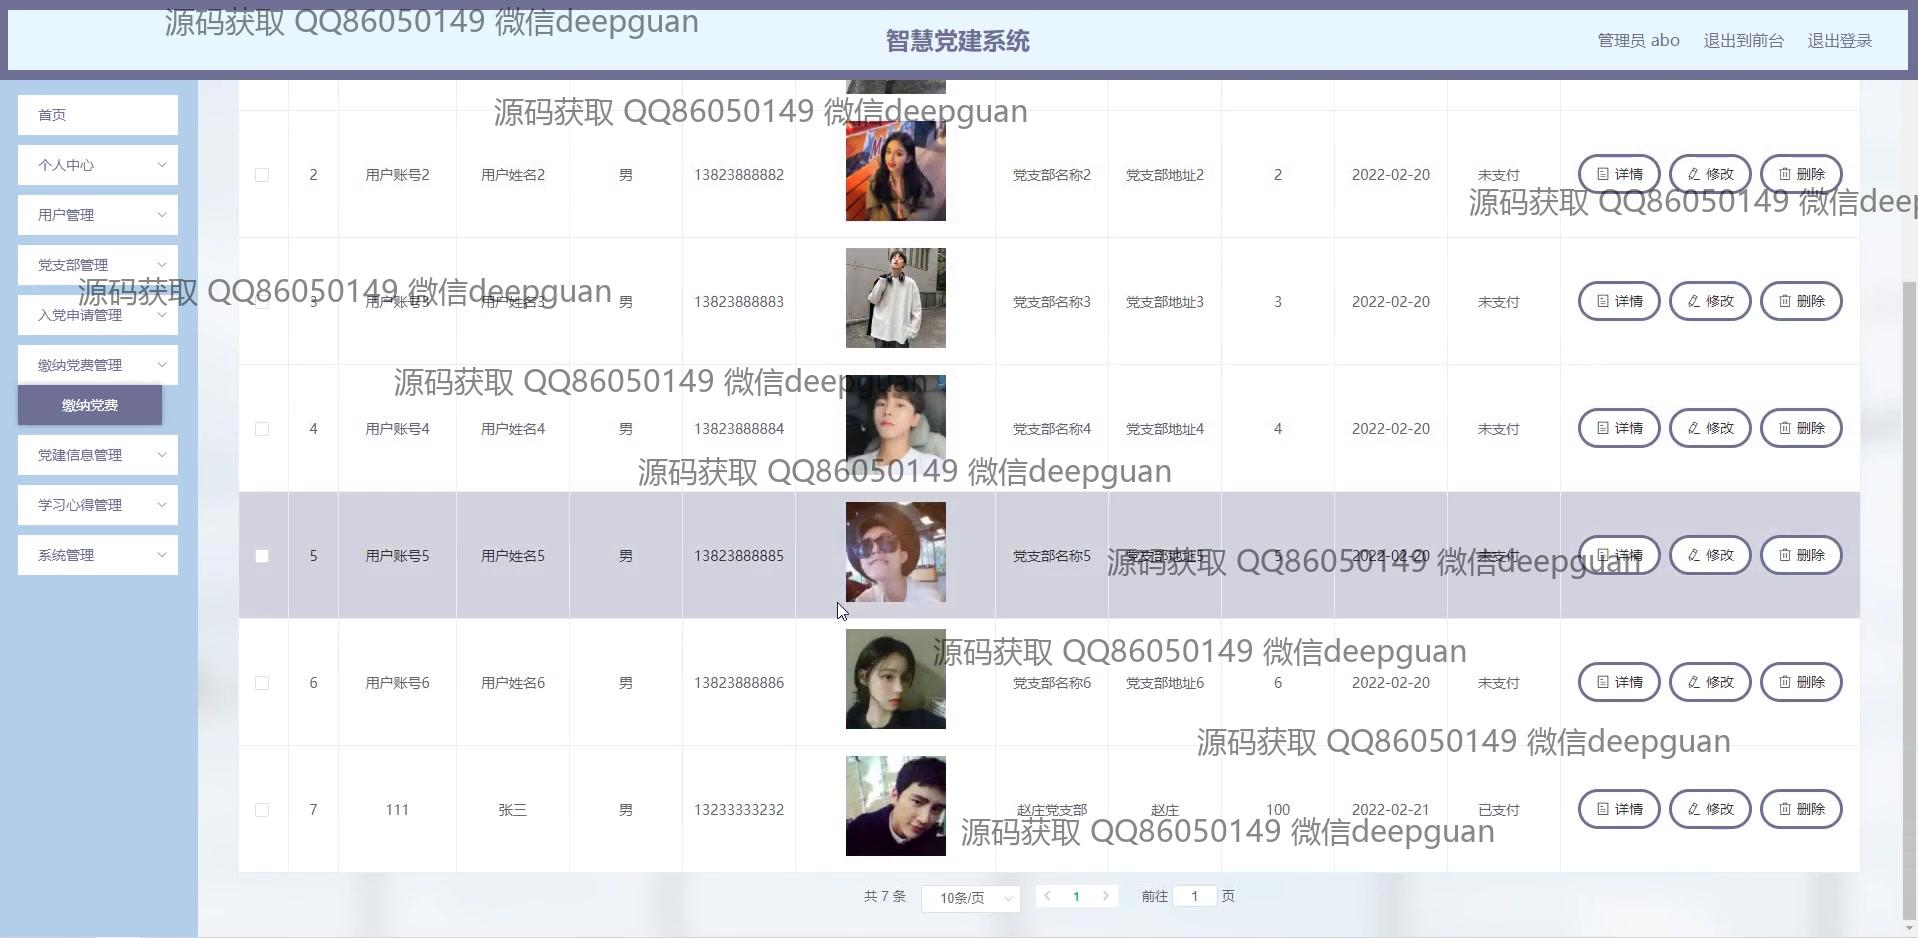 源码获取 QQ86050149 微信deepguan
智慧党建系统
管理员 abo 退出到前台 退出登录
首页
源码获取 QQ86050149 微信deepguan
个人中心
2 用户账号2 用户姓名2 男 13823888882 党支部名称2 党支部地址2 2 2022-02-20 未支付 详情 修改 删除
源码获取 QQ86050149 微信deep
用户管理
党支部管理
源码获取 QQ86050149 微信deepguan
3 用户账号3 用户姓名3 男 13823888883 党支部名称3 党支部地址3 3 2022-02-20 未支付 详情 修改 删除
入党申请管理
缴纳党费管理
源码获取 QQ86050149 微信deepguan
缴纳党费
4 用户账号4 用户姓名4 男 13823888884 党支部名称4 党支部地址4 4 2022-02-20 未支付 详情 修改 删除
党建信息管理
源码获取 QQ86050149 微信deepguan
学习心得管理
系统管理
5 用户账号5 用户姓名5 男 13823888885 党支部名称5 党支部地址5 5 2022-02-20 未支付 详情 修改 删除
源码获取 QQ86050149 微信deepguan
源码获取 QQ86050149 微信deepguan
6 用户账号6 用户姓名6 男 13823888886 党支部名称6 党支部地址6 6 2022-02-20 未支付 详情 修改 删除
源码获取 QQ86050149 微信deepguan
7 111 张三 男 13233333232 赵庄党支部 赵庄 100 2022-02-21 已支付 详情 修改 删除
源码获取 QQ86050149 微信deepguan
共 7 条 10条/页 1 前往 1 页